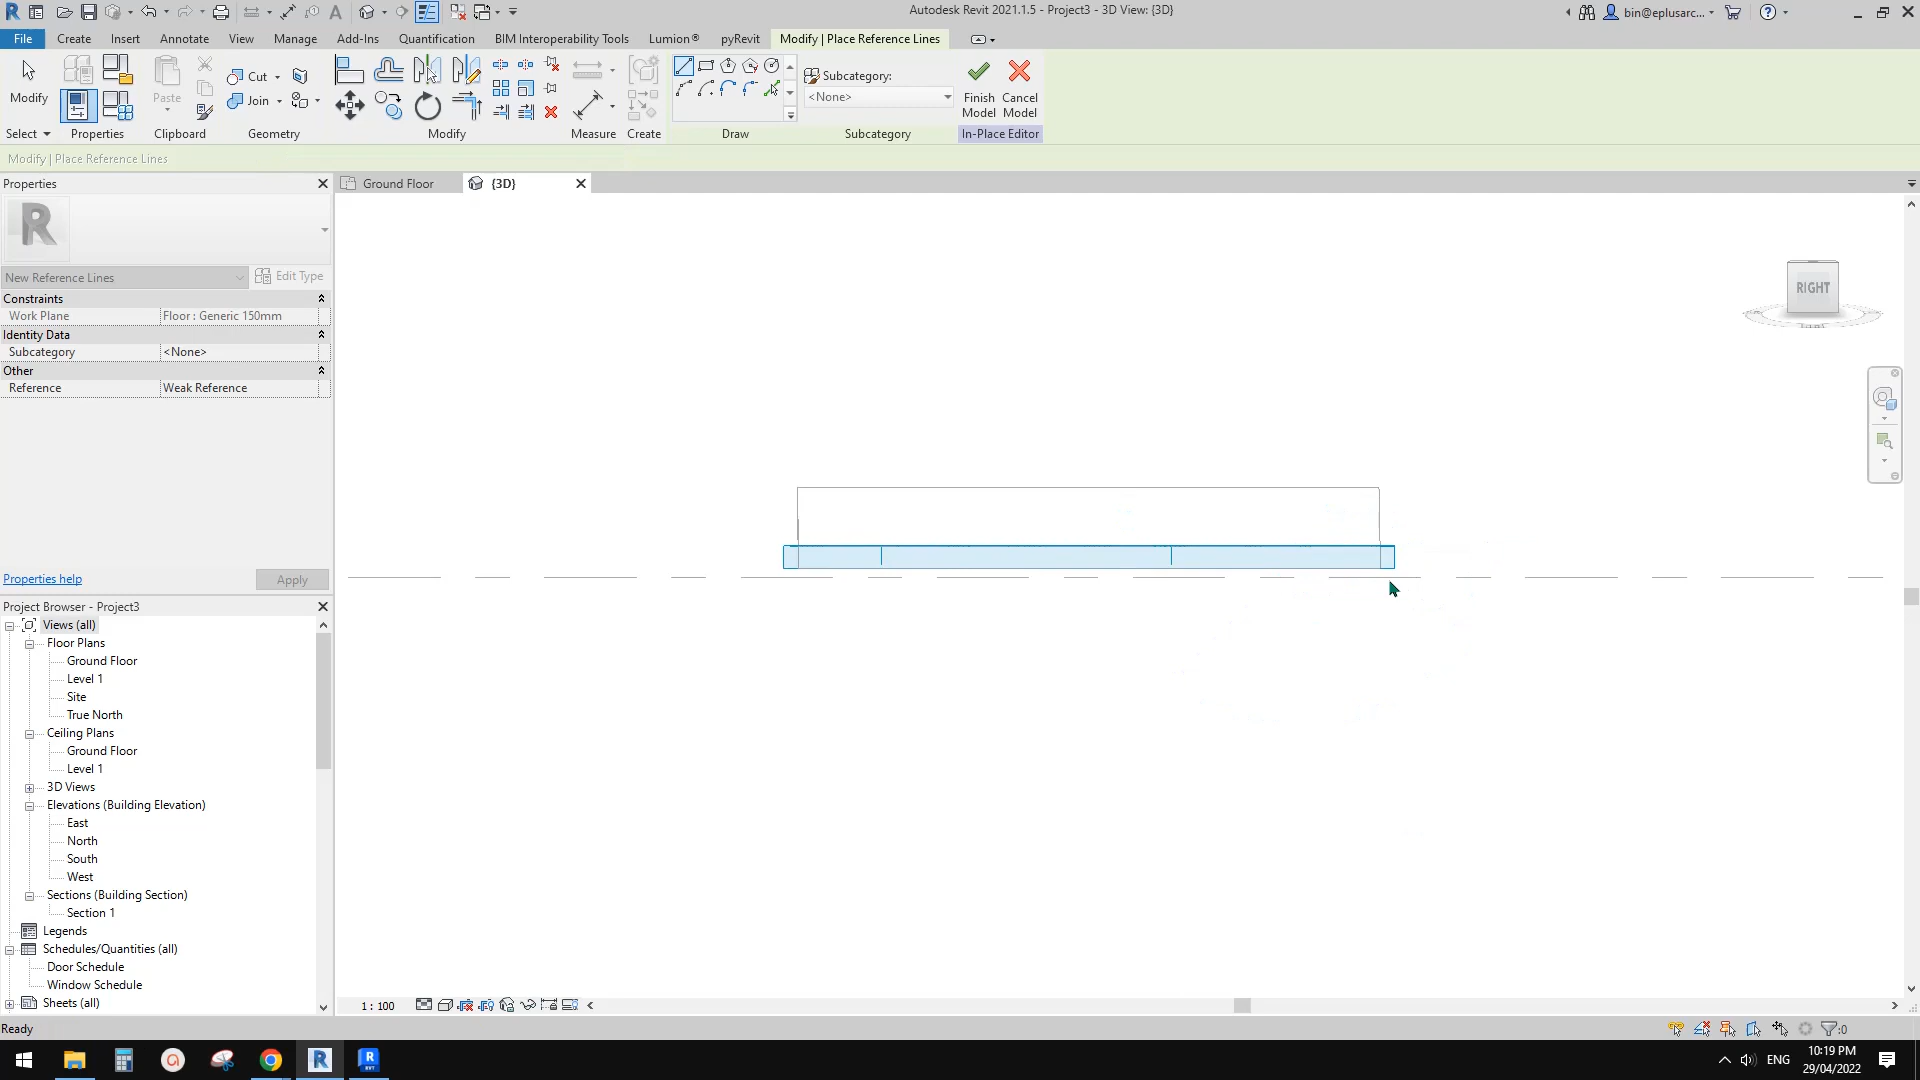 Autodesk Revit 2021.1.5 - Project3 - 3D View: {3D}
bin@eplusarc...
File
Create
Insert
Annotate
View
Manage
Add-Ins
Quantification
BIM Interoperability Tools
Lumion®
pyRevit
Modify | Place Reference Lines
Modify
Paste
Cut
Join
Subcategory:
<None>
Finish
Model
Cancel
Model
Select
Properties
Clipboard
Geometry
Modify
Measure
Create
Draw
Subcategory
In-Place Editor
Modify | Place Reference Lines
Properties
Ground Floor
{3D}
R
New Reference Lines
Edit Type
Constraints
Work Plane
Floor : Generic 150mm
Identity Data
Subcategory
<None>
Other
Reference
Weak Reference
RIGHT
Properties help
Apply
Project Browser - Project3
Views (all)
Floor Plans
Ground Floor
Level 1
Site
True North
Ceiling Plans
Ground Floor
Level 1
3D Views
Elevations (Building Elevation)
East
North
South
West
Sections (Building Section)
Section 1
Legends
Schedules/Quantities (all)
Door Schedule
Window Schedule
Sheets (all)
1 : 100
Ready
:0
ENG
10:19 PM
29/04/2022